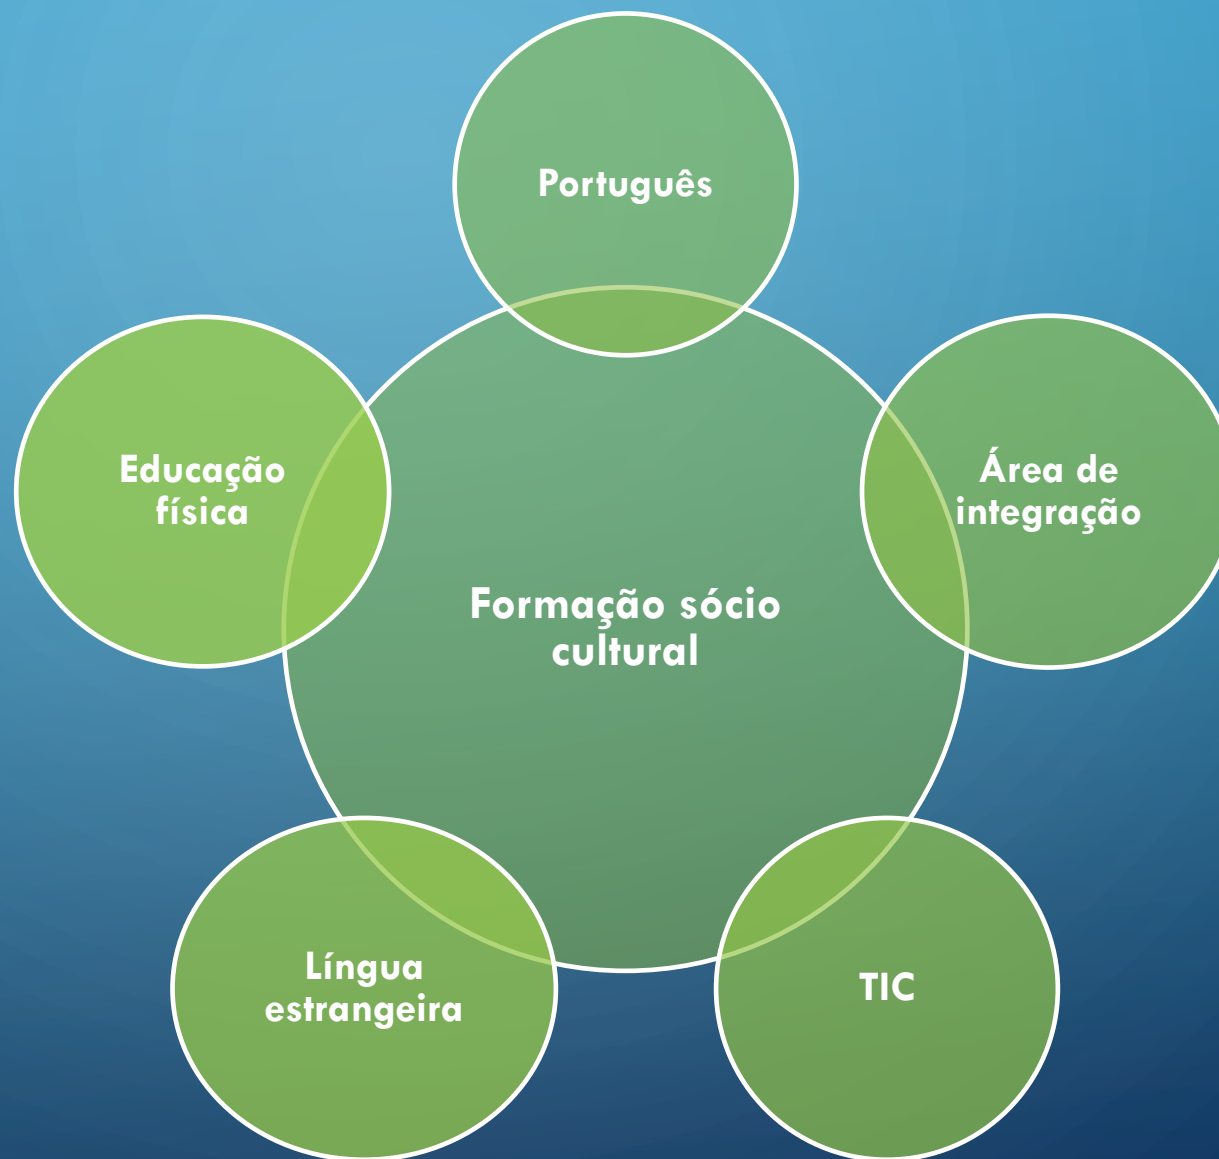 Português
Educação
física
Área de
integração
Formação sócio
cultural
Língua
estrangeira
TIC